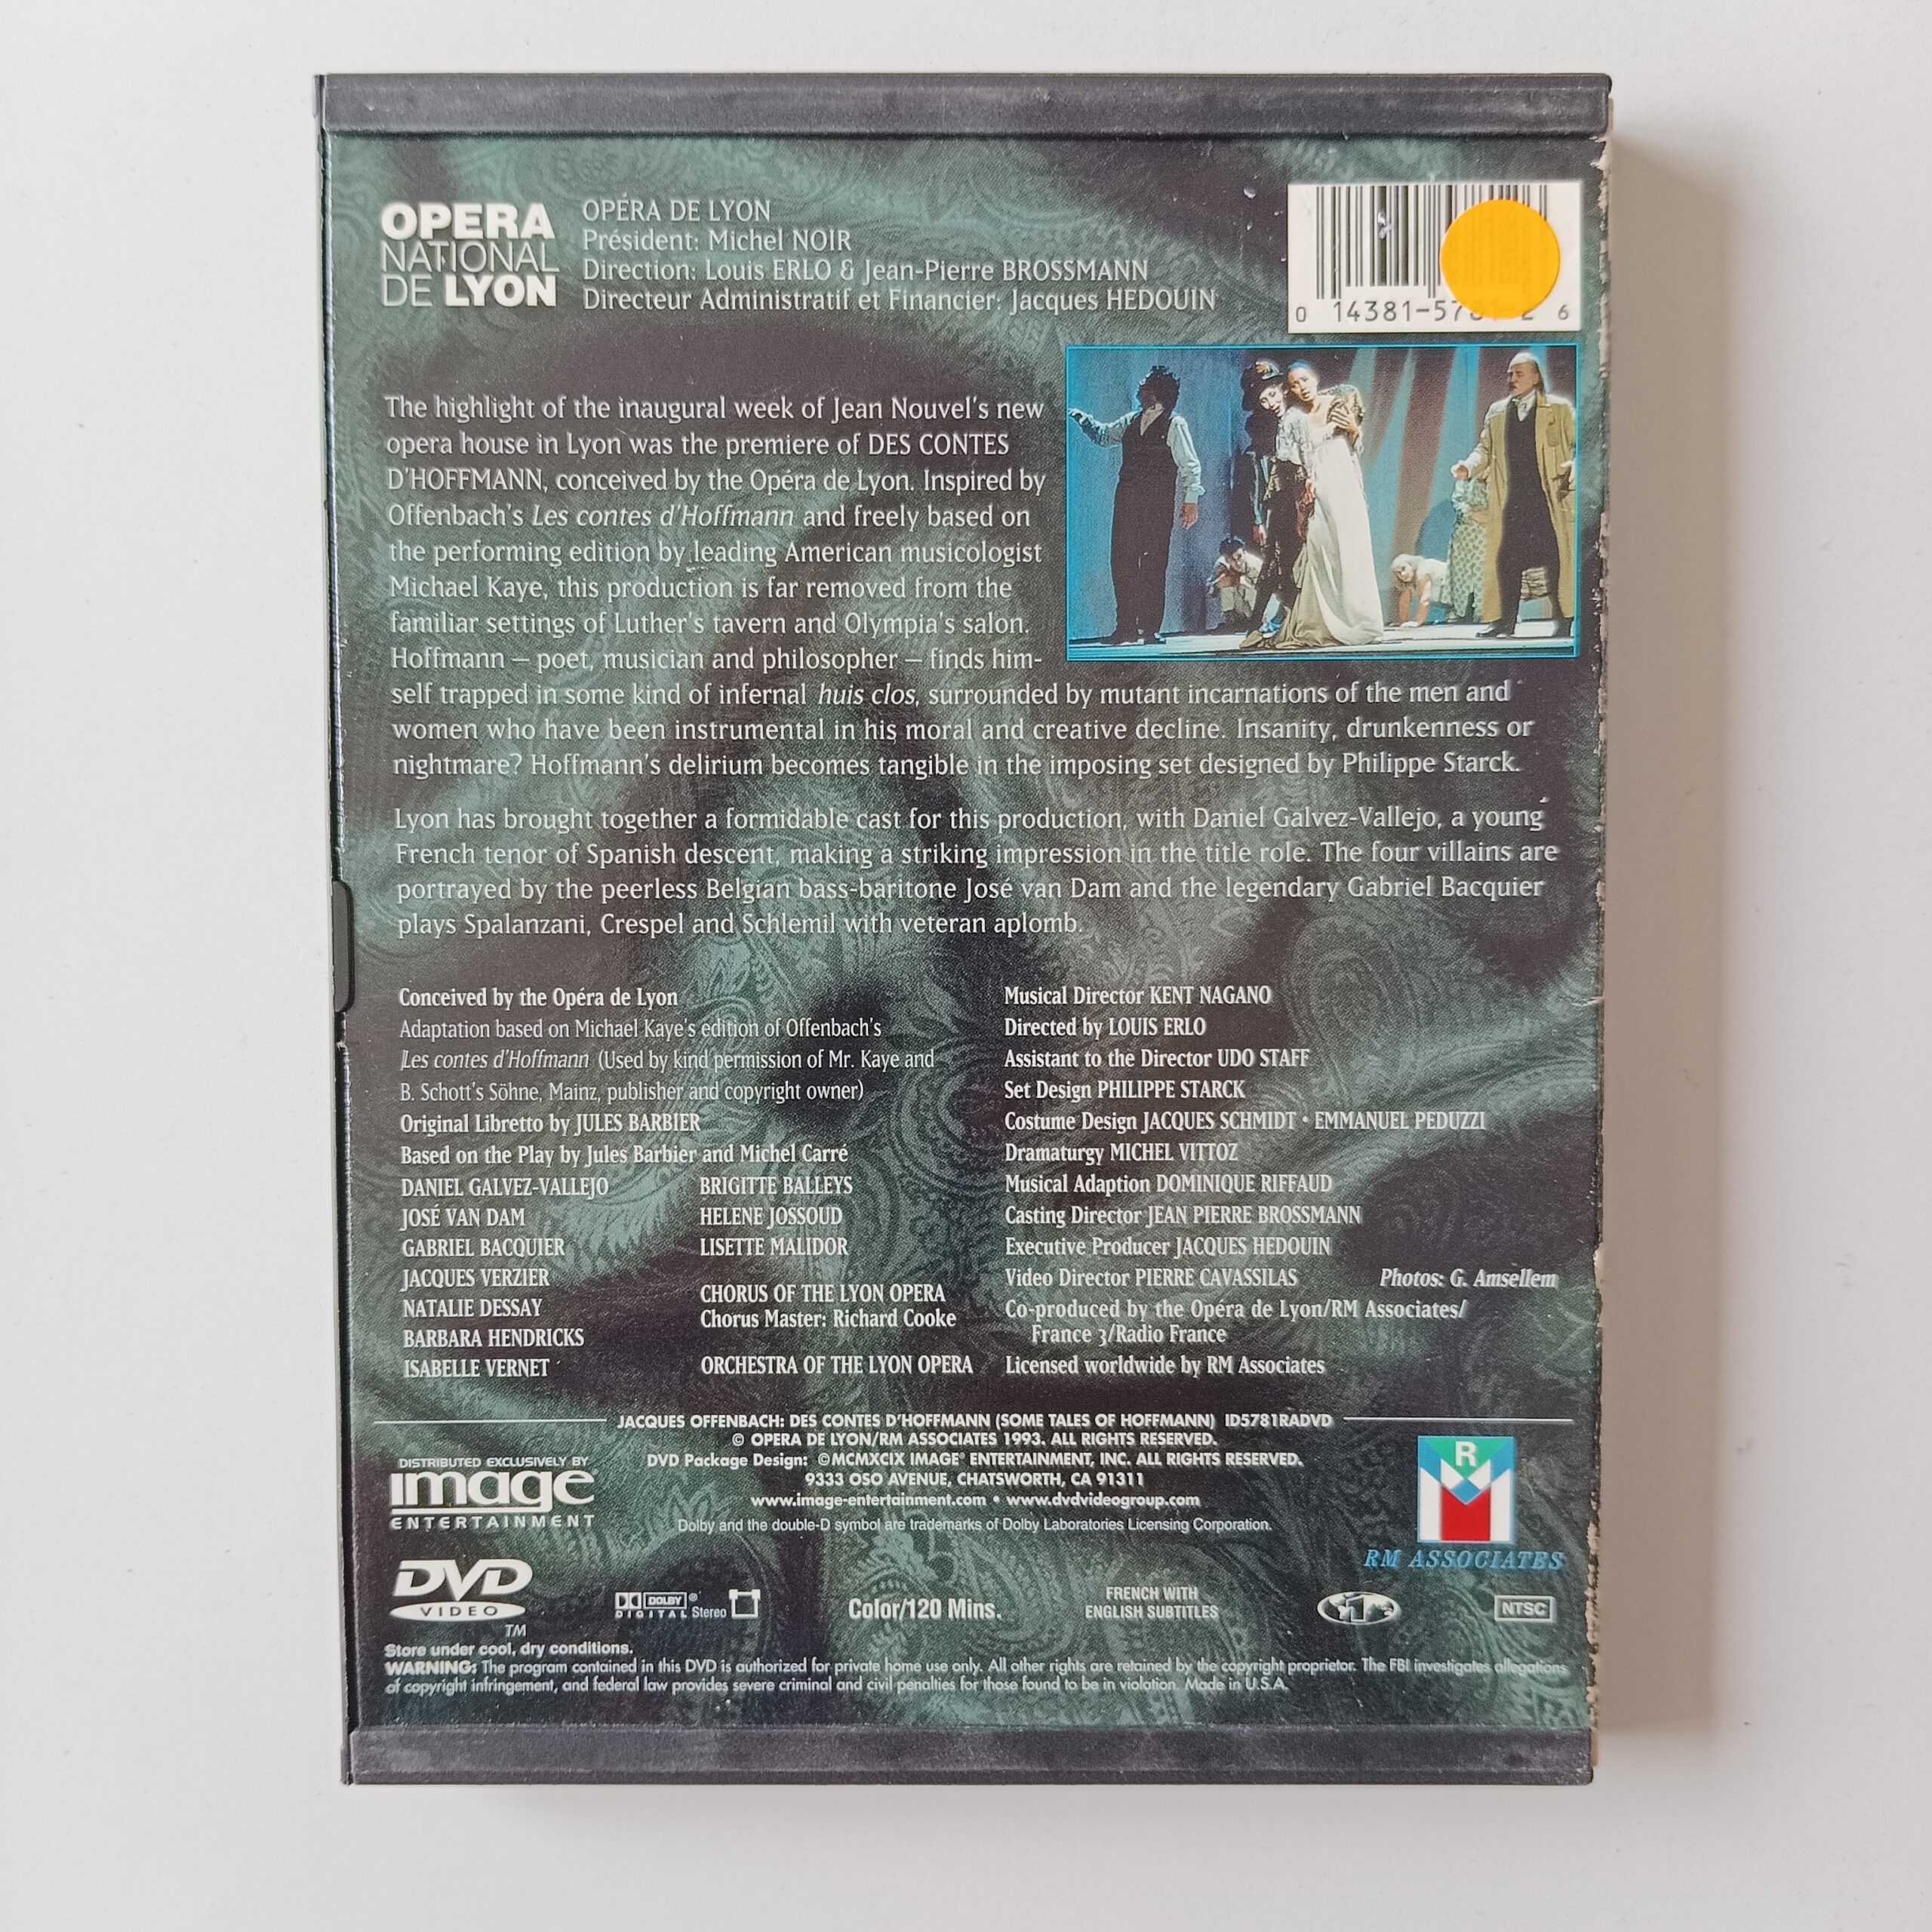 OPERA
NATIONAL
DE LYON
OPÉRA DE LYON
Président: Michel NOIR
Direction: Louis ERLO & Jean-Pierre BROSSMANN
Directeur Administratif et Financier: Jacques HEDOUIN
0 14381-578 2 6
The highlight of the inaugural week of Jean Nouvel's new
opera house in Lyon was the premiere of DES CONTES
D'HOFFMANN, conceived by the Opéra de Lyon. Inspired by
Offenbach's Les contes d'Hoffmann and freely based on
the performing edition by leading American musicologist
Michael Kaye, this production is far removed from the
familiar settings of Luther's tavern and Olympia's salon.
Hoffmann — poet, musician and philosopher — finds him-
self trapped in some kind of infernal huis clos, surrounded by mutant incarnations of the men and
women who have been instrumental in his moral and creative decline. Insanity, drunkenness or
nightmare? Hoffmann's delirium becomes tangible in the imposing set designed by Philippe Starck.
Lyon has brought together a formidable cast for this production, with Daniel Galvez-Vallejo, a young
French tenor of Spanish descent, making a striking impression in the title role. The four villains are
portrayed by the peerless Belgian bass-baritone José van Dam and the legendary Gabriel Bacquier
plays Spalanzani, Crespel and Schlemil with veteran aplomb.
Conceived by the Opéra de Lyon
Adaptation based on Michael Kaye's edition of Offenbach's
Les contes d'Hoffmann (Used by kind permission of Mr. Kaye and
B. Schott's Söhne, Mainz, publisher and copyright owner)
Original Libretto by JULES BARBIER
Based on the Play by Jules Barbier and Michel Carré
DANIEL GALVEZ-VALLEJO
JOSÉ VAN DAM
GABRIEL BACQUIER
JACQUES VERZIER
NATALIE DESSAY
BARBARA HENDRICKS
ISABELLE VERNET
BRIGITTE BALLEYS
HELENE JOSSOUD
LISETTE MALIDOR
CHORUS OF THE LYON OPERA
Chorus Master: Richard Cooke
ORCHESTRA OF THE LYON OPERA
Musical Director KENT NAGANO
Directed by LOUIS ERLO
Assistant to the Director UDO STAFF
Set Design PHILIPPE STARCK
Costume Design JACQUES SCHMIDT • EMMANUEL PEDUZZI
Dramaturgy MICHEL VITTOZ
Musical Adaption DOMINIQUE RIFFAUD
Casting Director JEAN PIERRE BROSSMANN
Executive Producer JACQUES HEDOUIN
Video Director PIERRE CAVASSILAS
Photos: G. Amsellem
Co-produced by the Opéra de Lyon/RM Associates/
France 3/Radio France
Licensed worldwide by RM Associates
JACQUES OFFENBACH: DES CONTES D'HOFFMANN (SOME TALES OF HOFFMANN) ID5781RADVD
© OPERA DE LYON/RM ASSOCIATES 1993. ALL RIGHTS RESERVED.
DVD Package Design: ©MCMXCIX IMAGE® ENTERTAINMENT, INC. ALL RIGHTS RESERVED.
9333 OSO AVENUE, CHATSWORTH, CA 91311
www.image-entertainment.com • www.dvdvideogroup.com
Dolby and the double-D symbol are trademarks of Dolby Laboratories Licensing Corporation.
DISTRIBUTED EXCLUSIVELY BY
image
ENTERTAINMENT
R
M
RM ASSOCIATES
DVD
VIDEO
TM
DOLBY ®
DIGITAL Stereo
Color/120 Mins.
FRENCH WITH
ENGLISH SUBTITLES
1
NTSC
Store under cool, dry conditions.
WARNING: The program contained in this DVD is authorized for private home use only. All other rights are retained by the copyright proprietor. The FBI investigates allegations
of copyright infringement, and federal law provides severe criminal and civil penalties for those found to be in violation. Made in U.S.A.